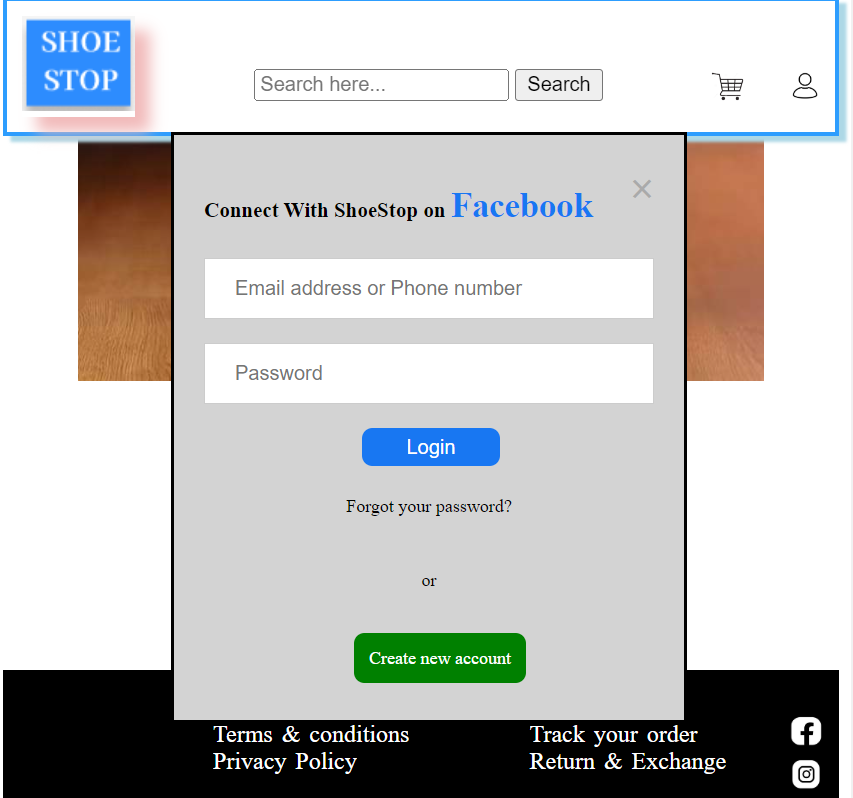 SHOE
STOP
Search here...
Search
×
Connect With ShoeStop on Facebook
Email address or Phone number
Password
Login
Forgot your password?
or
Create new account
Terms & conditions
Track your order
Privacy Policy
Return & Exchange